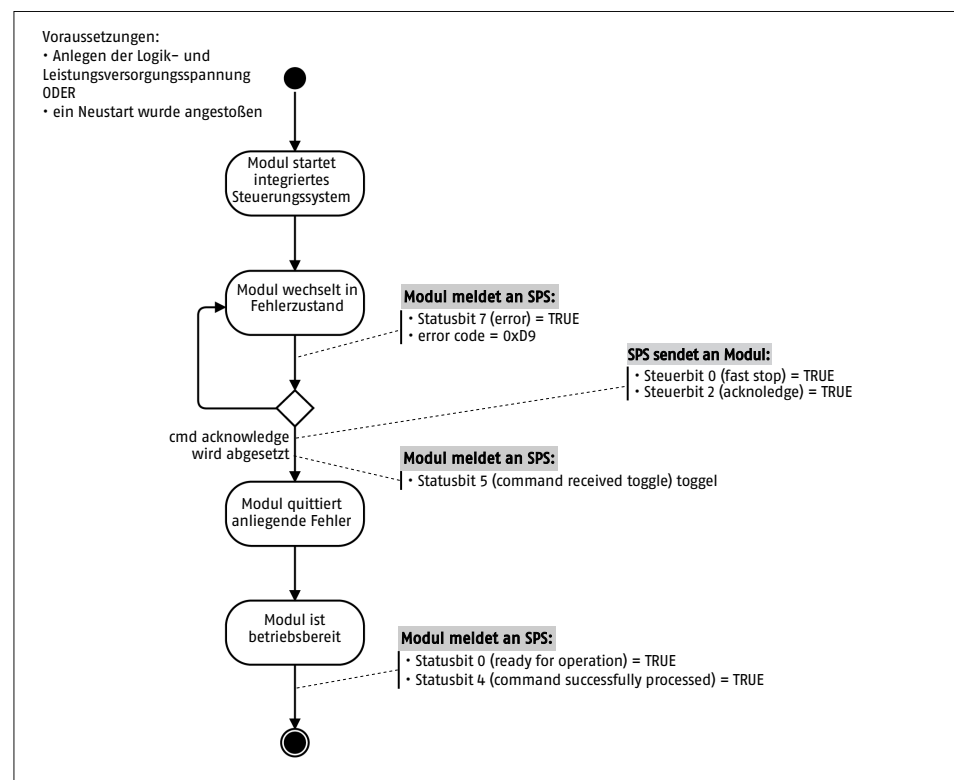 Voraussetzungen:
• Anlegen der Logik- und
Leistungsversorgungsspannung
ODER
• ein Neustart wurde angestoßen
Modul startet
integriertes
Steuerungssystem
Modul wechselt in
Fehlerzustand
Modul meldet an SPS:
• Statusbit 7 (error) = TRUE
• error code = 0xD9
SPS sendet an Modul:
• Steuerbit 0 (fast stop) = TRUE
• Steuerbit 2 (acknoledge) = TRUE
cmd acknowledge
wird abgesetzt
Modul meldet an SPS:
• Statusbit 5 (command received toggle) toggel
Modul quittiert
anliegende Fehler
Modul ist
betriebsbereit
Modul meldet an SPS:
• Statusbit 0 (ready for operation) = TRUE
• Statusbit 4 (command successfully processed) = TRUE